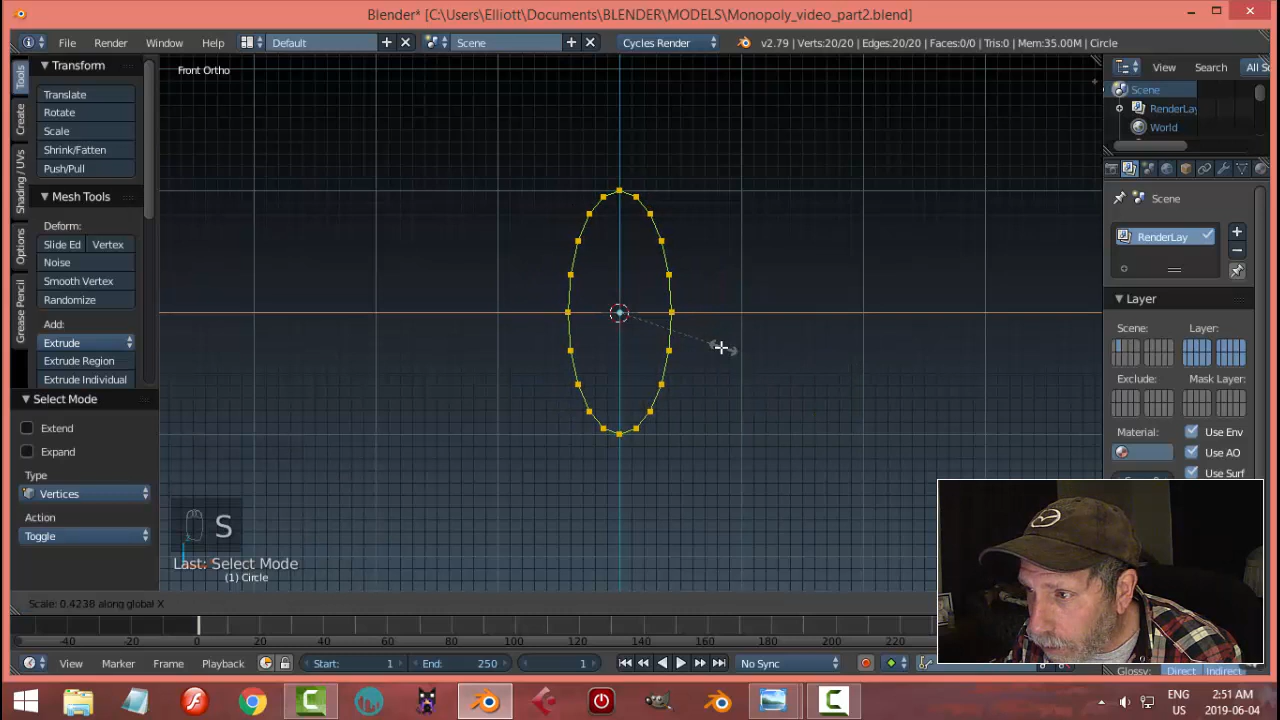 Blender* [C:\Users\Elliott\Documents\BLENDER\MODELS\Monopoly_video_part2.blend]
File Render Window Help Default Scene Cycles Render v2.79 | Verts:20/20 | Edges:20/20 | Faces:0/0 | Tris:0 | Mem:35.00M | Circle
Tools
Create
Shading / UVs
Options
Grease Pencil
Transform
Translate
Rotate
Scale
Shrink/Fatten
Push/Pull
Mesh Tools
Deform:
Slide Ed Vertex
Noise
Smooth Vertex
Randomize
Add:
Extrude
Extrude Region
Extrude Individual
Select Mode
Extend
Expand
Type
Vertices
Action
Toggle
Front Ortho
S
Last: Select Mode
(1) Circle
Scale: 0.4238 along global X
View Search All S
Scene
RenderLay
World
Scene
RenderLay
Layer
Scene: Layer:
Exclude: Mask Layer:
Material: Use Env
Use AO
Use Surf
Glossy: Direct Indirect
-40 -20 0 20 40 60 80 100 120 140 160 180 200 220
View Marker Frame Playback Start: 1 End: 250 1 No Sync
ENG 2:51 AM
US 2019-06-04